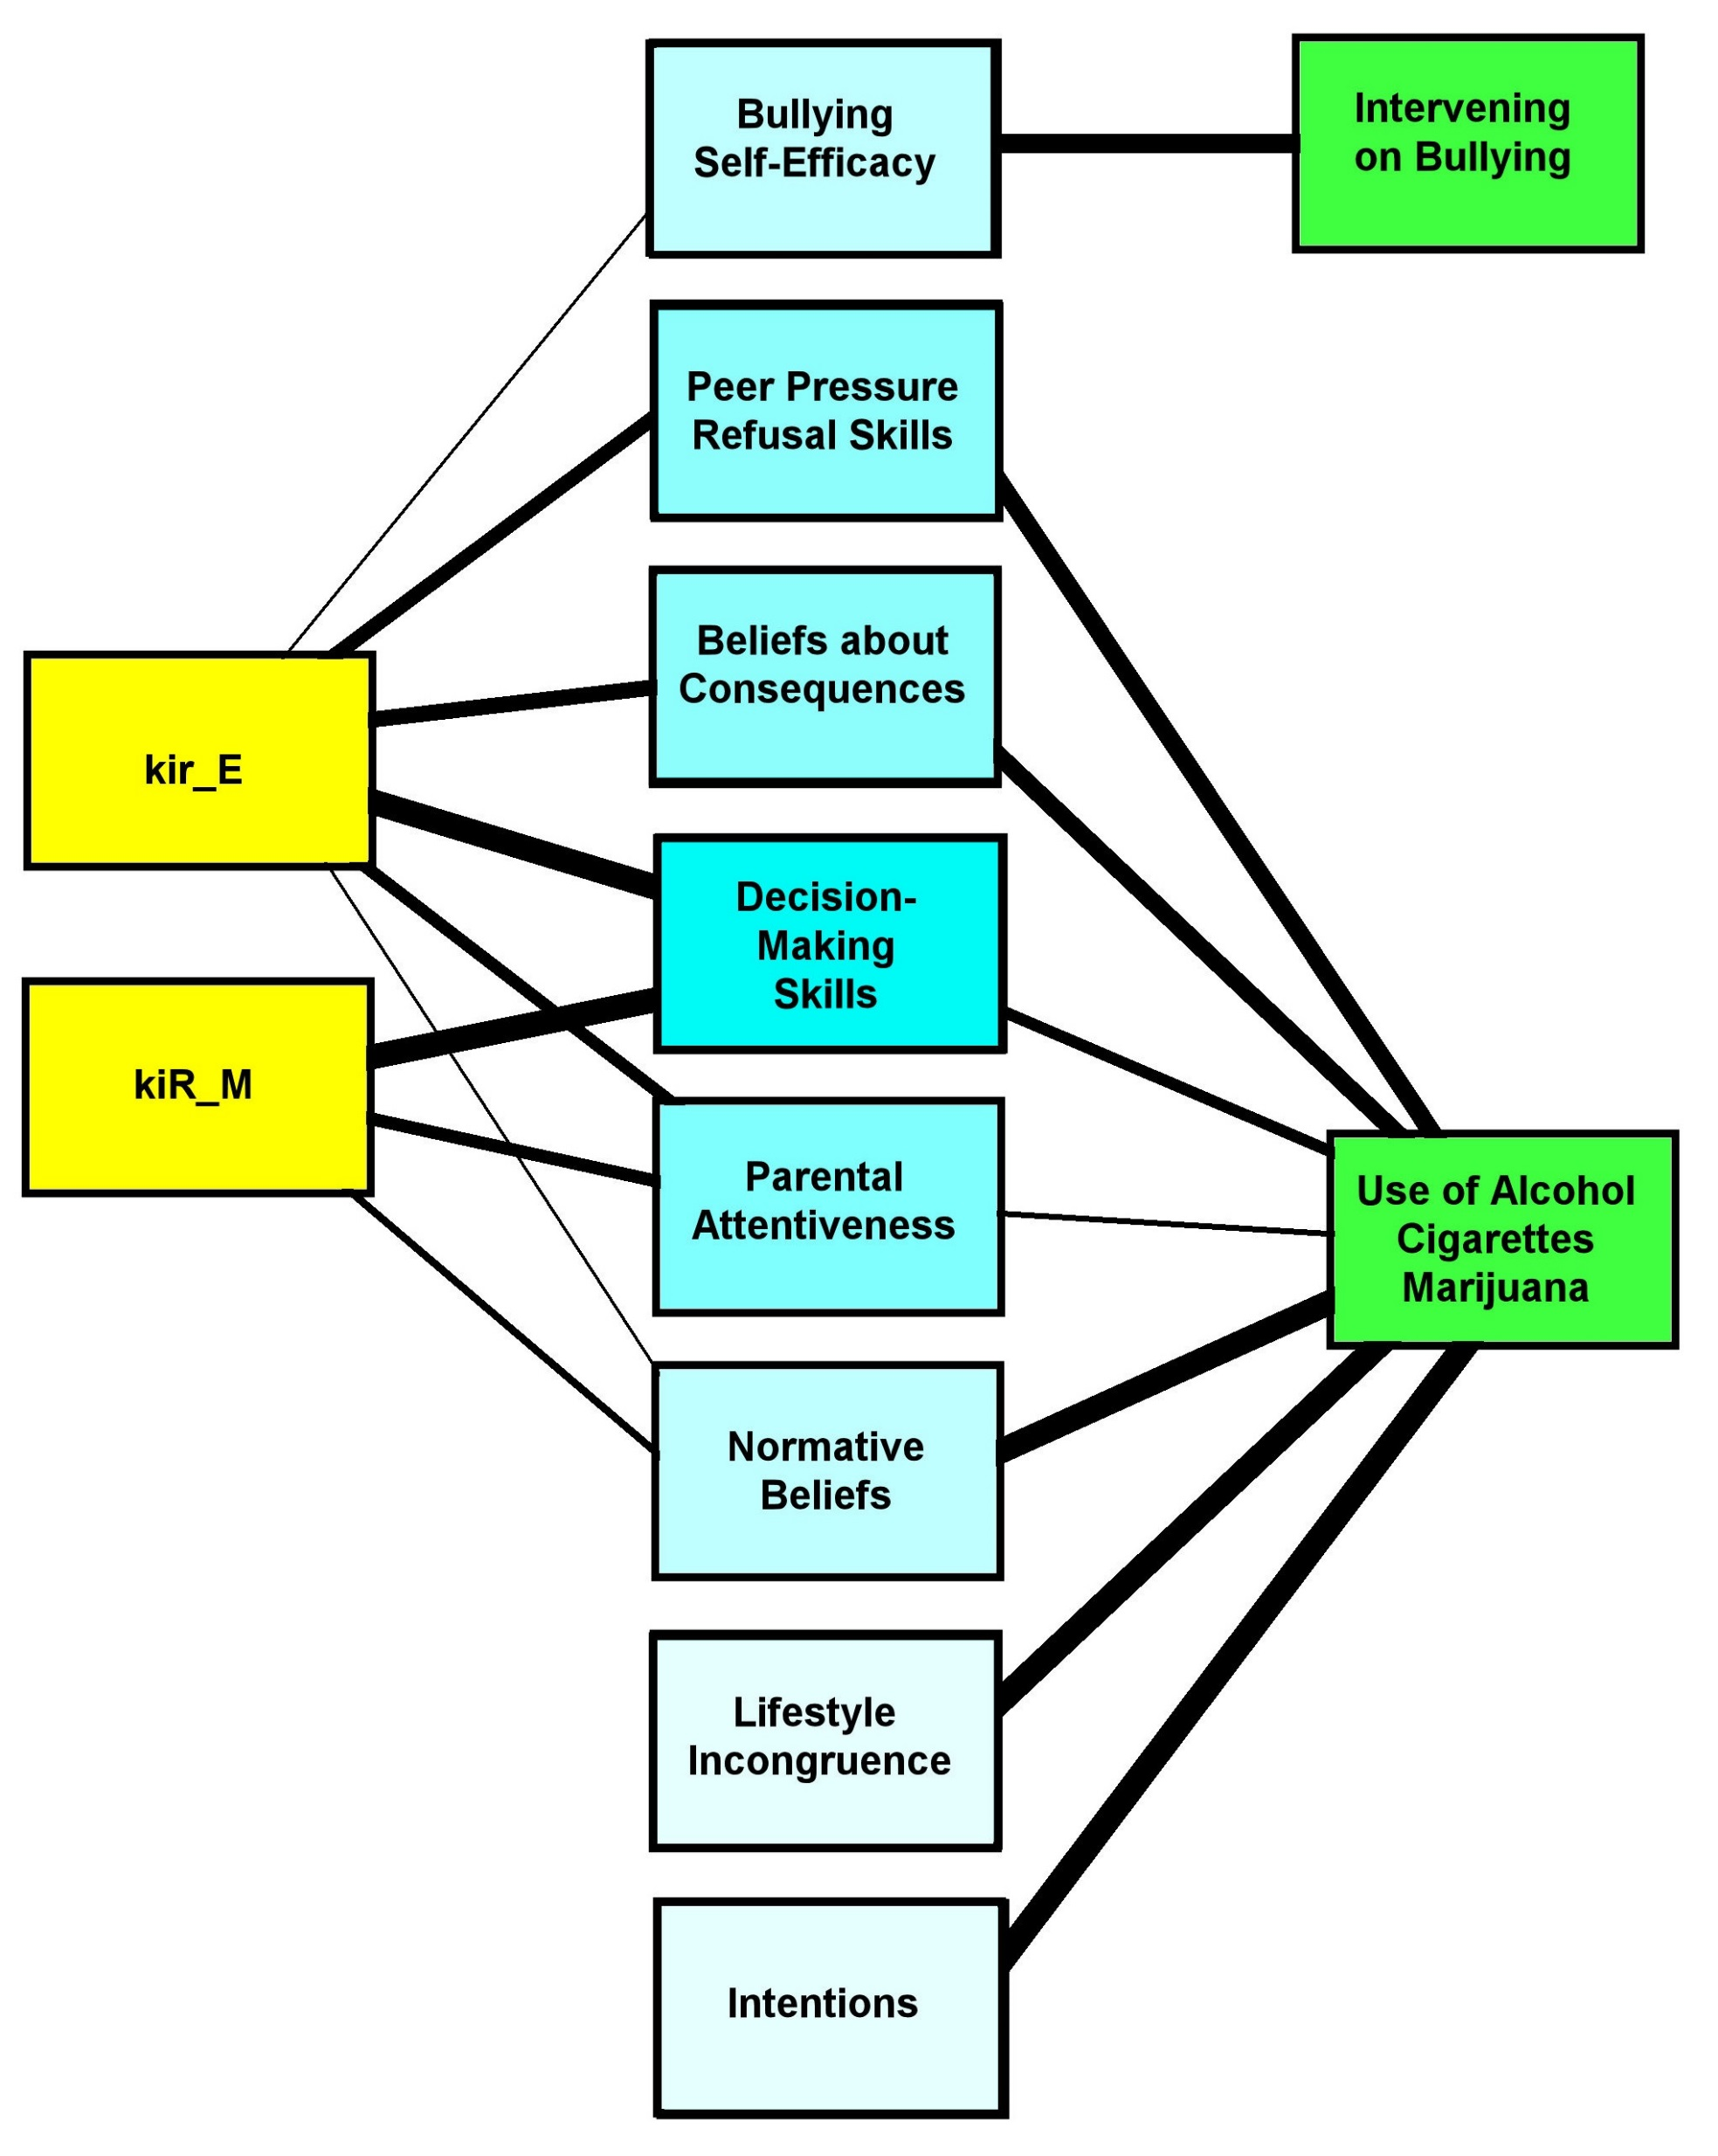 Bullying
Self-Efficacy
Intervening
on Bullying
Peer Pressure
Refusal Skills
Beliefs about
Consequences
kir_E
Decision-
Making
Skills
kiR_M
Parental
Attentiveness
Use of Alcohol
Cigarettes
Marijuana
Normative
Beliefs
Lifestyle
Incongruence
Intentions